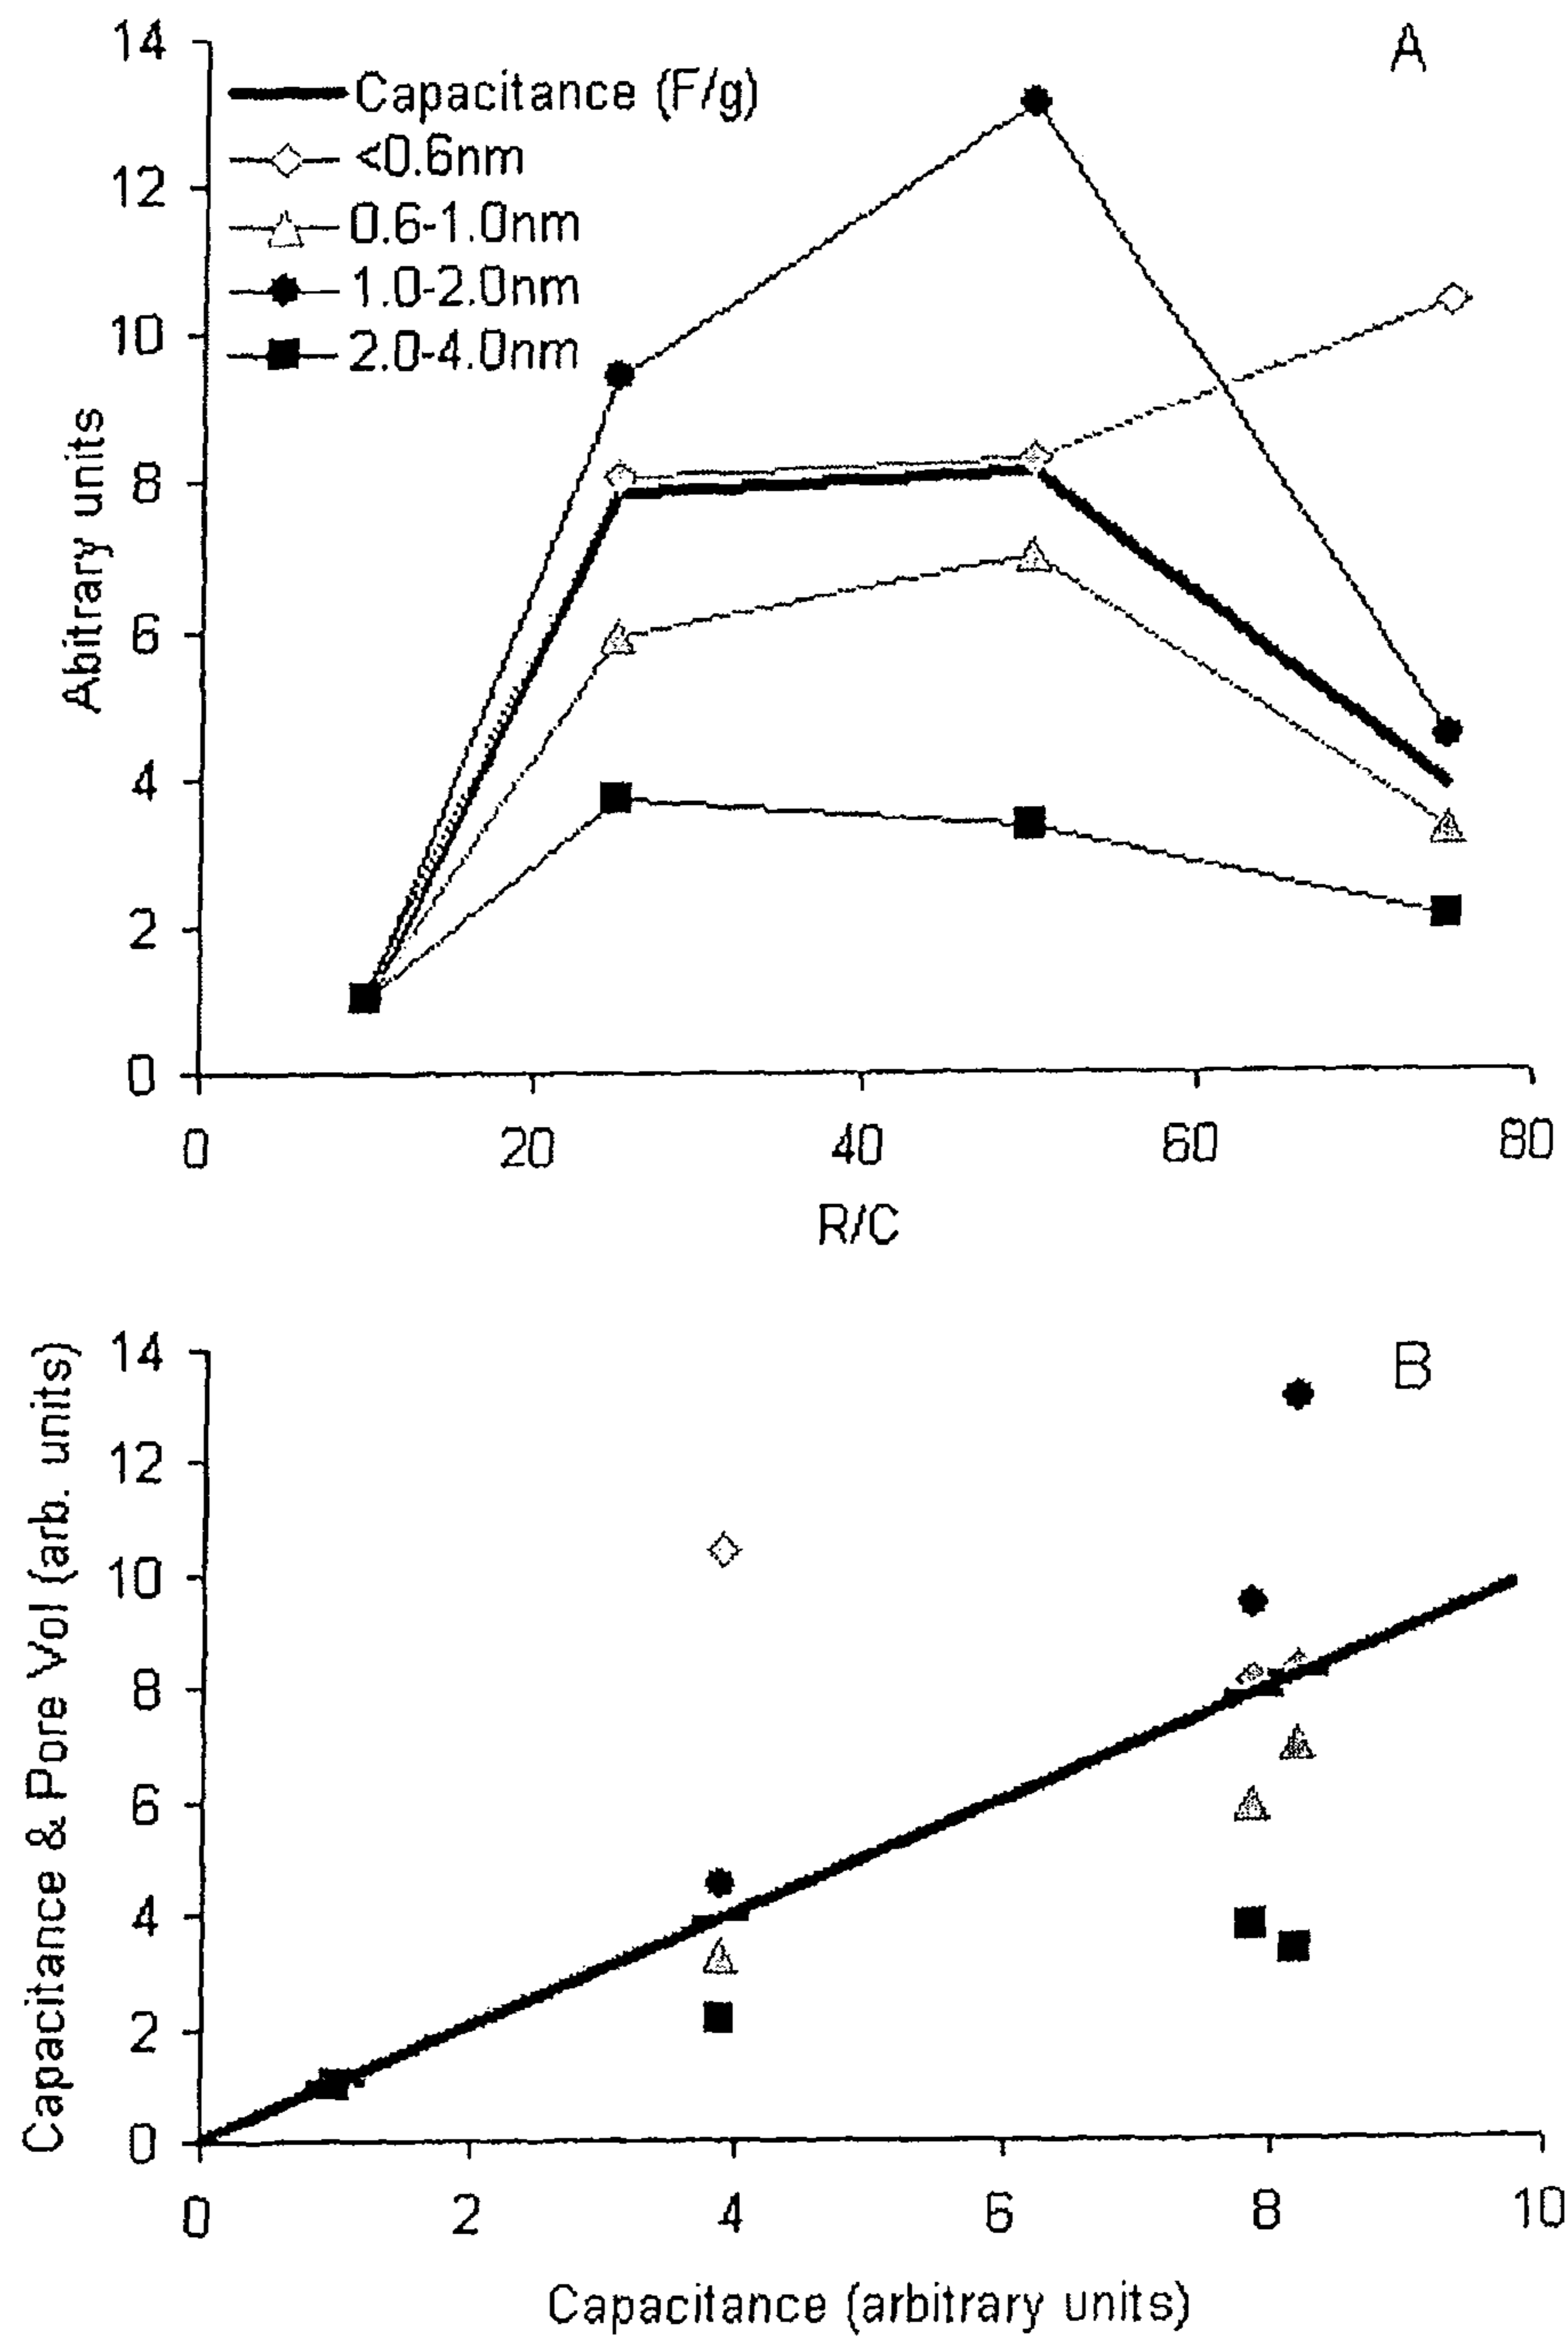 A
14
12
10
8
6
4
2
0
Abitrary units
Capacitance (F/g)
<0.6nm
0.6-1.0nm
1.0-2.0nm
2.0-4.0nm
0 20 40 60 80
R/C
B
14
12
10
8
6
4
2
0
Capacitance & Pore Vol (arb. units)
0 2 4 6 8 10
Capacitance (arbitrary units)